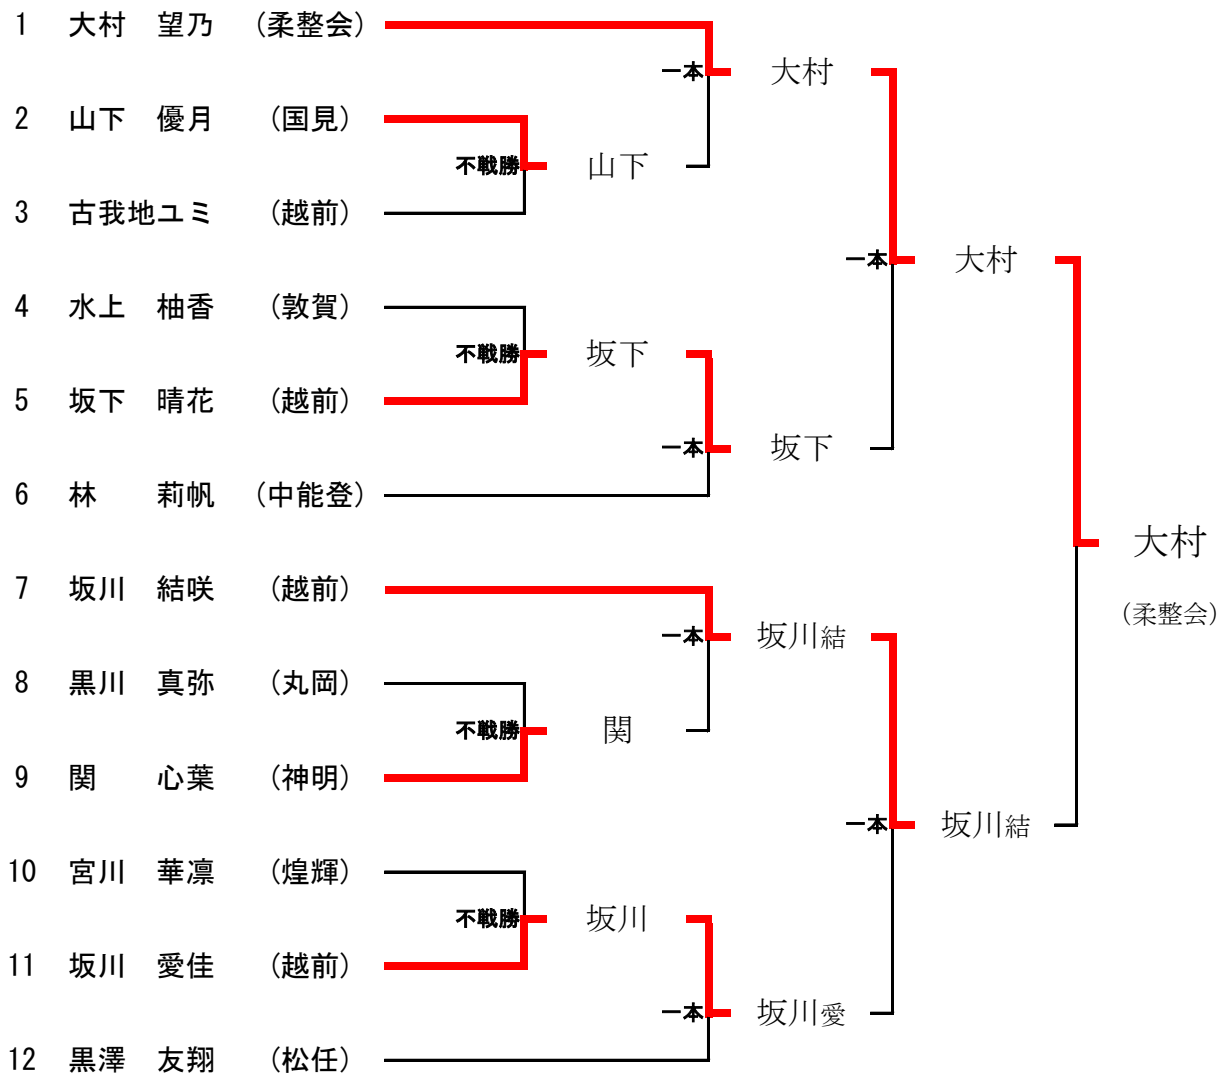 1 大村 望乃 (柔整会)
一本 大村
2 山下 優月 (国見)
不戦勝 山下
3 古我地ユミ (越前)
一本 大村
4 水上 柚香 (敦賀)
不戦勝 坂下
5 坂下 晴花 (越前)
一本 坂下
6 林 莉帆 (中能登)
大村
(柔整会)
7 坂川 結咲 (越前)
一本 坂川結
8 黒川 真弥 (丸岡)
不戦勝 関
9 関 心葉 (神明)
一本 坂川結
10 宮川 華凛 (煌輝)
不戦勝 坂川
11 坂川 愛佳 (越前)
一本 坂川愛
12 黒澤 友翔 (松任)